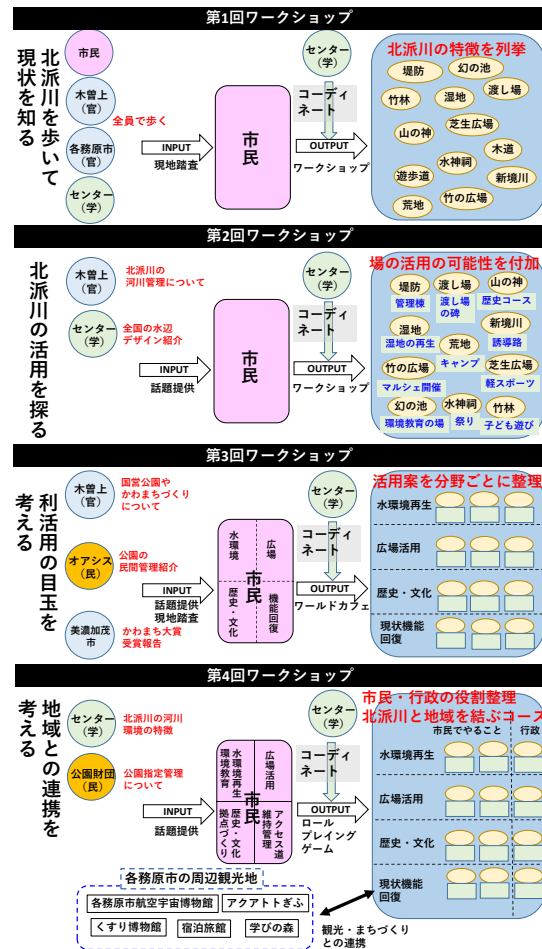 第1回ワークショップ
北派川を歩いて
現状を知る
市民
木曽上
(官)
各務原市
(官)
センター
(学)
全員で歩く
INPUT
現地踏査
市民
センター
(学)
コーディ
ネート
OUTPUT
ワークショップ
北派川の特徴を列挙
堤防
幻の池
渡し場
竹林
湿地
山の神
芝生広場
木道
水神祠
遊歩道
新境川
竹の広場
荒地
第2回ワークショップ
北派川の活用を探る
木曽上
(官)
北派川の
河川管理について
センター
(学)
全国の水辺
デザイン紹介
INPUT
話題提供
市民
センター
(学)
コーディ
ネート
OUTPUT
ワークショップ
場の活用の可能性を付加
堤防
管理棟
渡し場
渡し場
の碑
山の神
歴史コース
湿地
湿地の再生
荒地
キャンプ
新境川
誘導路
竹の広場
マルシェ開催
芝生広場
軽スポーツ
幻の池
環境教育の場
水神祠
祭り
竹林
子ども遊び
第3回ワークショップ
利活用の目玉を
考える
木曽上
(官)
国営公園や
かわまちづくり
について
オアシス
(民)
公園の
民間管理紹介
美濃加茂
市
かわまち大賞
受賞報告
INPUT
話題提供
現地踏査
水環境
広場
市民
歴史・文化
機能回復
センター
(学)
コーディ
ネート
OUTPUT
ワールドカフェ
活用案を分野ごとに整理
水環境再生
広場活用
歴史・文化
現状機能
回復
第4回ワークショップ
地域との連携を
考える
センター
(学)
北派川の河川
環境の特徴
公園財団
(民)
公園指定管理
について
INPUT
話題提供
水環境再生
環境教育
広場活用
市民
歴史・文化
拠点づくり
アクセス道
維持管理
センター
(学)
コーディ
ネート
OUTPUT
ロール
プレイング
ゲーム
市民・行政の役割整理
北派川と地域を結ぶコース
市民でやること
行政
水環境再生
広場活用
歴史・文化
現状機能
回復
各務原市の周辺観光地
各務原市航空宇宙博物館
アクアトトぎふ
くすり博物館
宿泊旅館
学びの森
観光・まちづくり
との連携